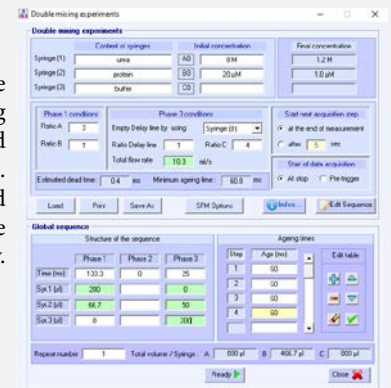 Double mixing experiments
Double mixing experiments
Content of syringes Initial concentration Final concentration
Syringe (1) urea A0 8 M 1.2 M
Syringe (2) protein B0 20 µM 1.0 µM
Syringe (3) buffer C0
Phase 1 conditions Phase 3 conditions Start next acquisition step
Ratio A 3 Empty Delay line by using Syringe (3) at the end of measurement
Ratio B 1 Ratio Delay line 1 Ratio C 4 after 5 sec
Total flow rate 10.3 ml/s Start of data acquisition
Estimated dead time: 0.4 ms Minimum ageing time: 60.0 ms At stop Pre-trigger
Load Print Save As SFM Options Infos... Edit Sequence
Global sequence
Structure of the sequence Ageing times
Phase 1 Phase 2 Phase 3 Step Age (ms) Edit table
Time (ms) 133.3 0 25 1 60
Syr.1 (µl) 200 0 2 60
Syr.2 (µl) 66.7 50 3 60
Syr.3 (µl) 0 200 4 60
Repeat number 1 Total volume / Syringe: A 800 µl B 466.7 µl C 800 µl
Ready Close